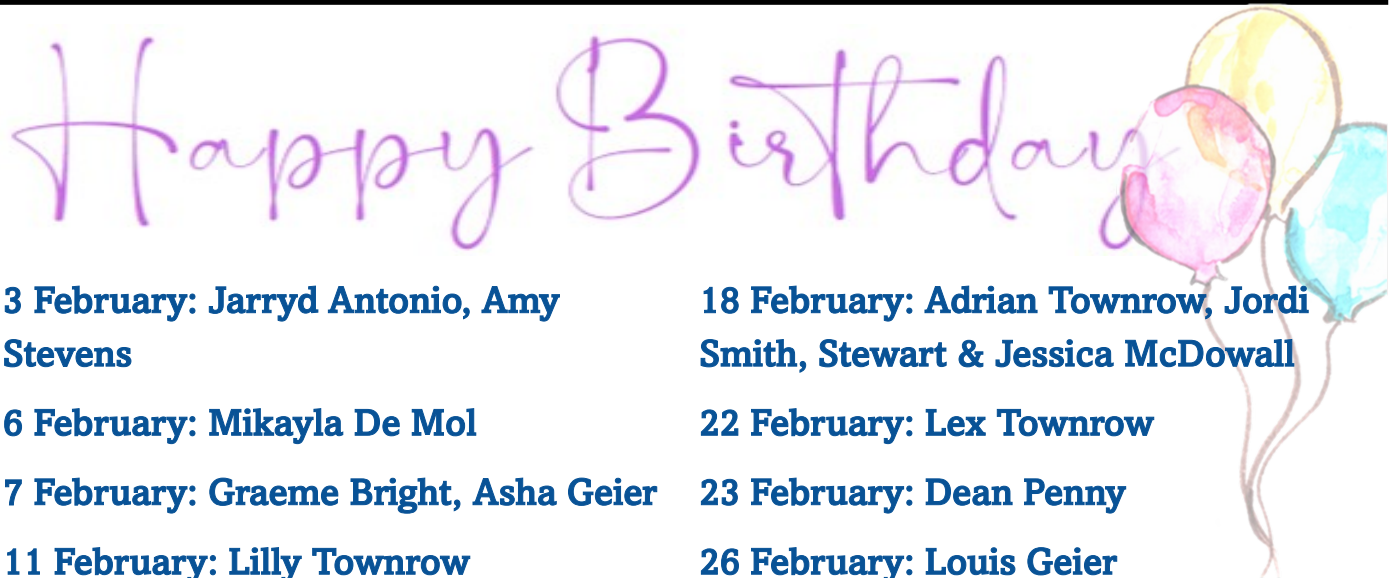 Happy Birthday
3 February: Jarryd Antonio, Amy
Stevens
6 February: Mikayla De Mol
7 February: Graeme Bright, Asha Geier
11 February: Lilly Townrow
18 February: Adrian Townrow, Jordi
Smith, Stewart & Jessica McDowall
22 February: Lex Townrow
23 February: Dean Penny
26 February: Louis Geier